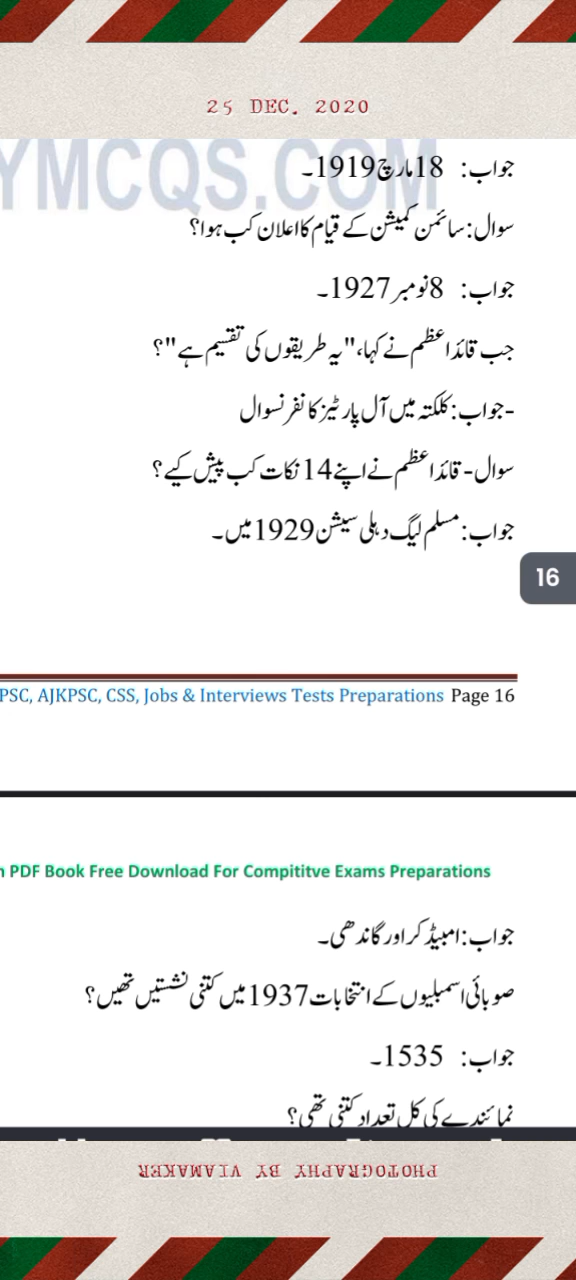 25 DEC. 2020
YMCQS.COM
جواب: 18مارچ1919۔
سوال:سائمن کمیشن کے قیام کااعلان کب ہوا؟
جواب: 8نومبر1927۔
جب قائداعظم نے کہا،"یہ طریقوں کی تقسیم ہے"؟
-جواب:کلکتہ میں آل پارٹیز کانفرنسوال
سوال- قائداعظم نے اپنے 14 نکات کب پیش کیے؟
جواب:مسلم لیگ دہلی سیشن 1929 میں۔
16
PSC, AJKPSC, CSS, Jobs & Interviews Tests Preparations Page 16
n PDF Book Free Download For Compititve Exams Preparations
جواب:امبیڈکراور گاندھی۔
صوبائی اسمبلیوں کے انتخابات 1937 میں کتنی نشستیں تھیں؟
جواب: 1535۔
نمائندے کی کل تعداد کتنی تھی؟
PHOTOGRAPHY BY VIAMAKER